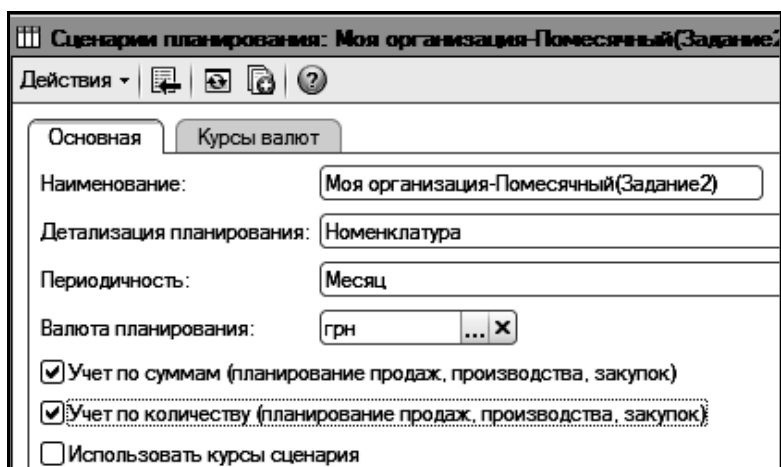 Сценарии планирования: Моя организация-Помесячный(Задание2
Действия
Основная Курсы валют
Наименование: Моя организация-Помесячный(Задание2)
Детализация планирования: Номенклатура
Периодичность: Месяц
Валюта планирования: грн ... ×
Учет по суммам (планирование продаж, производства, закупок)
Учет по количеству (планирование продаж, производства, закупок)
Использовать курсы сценария